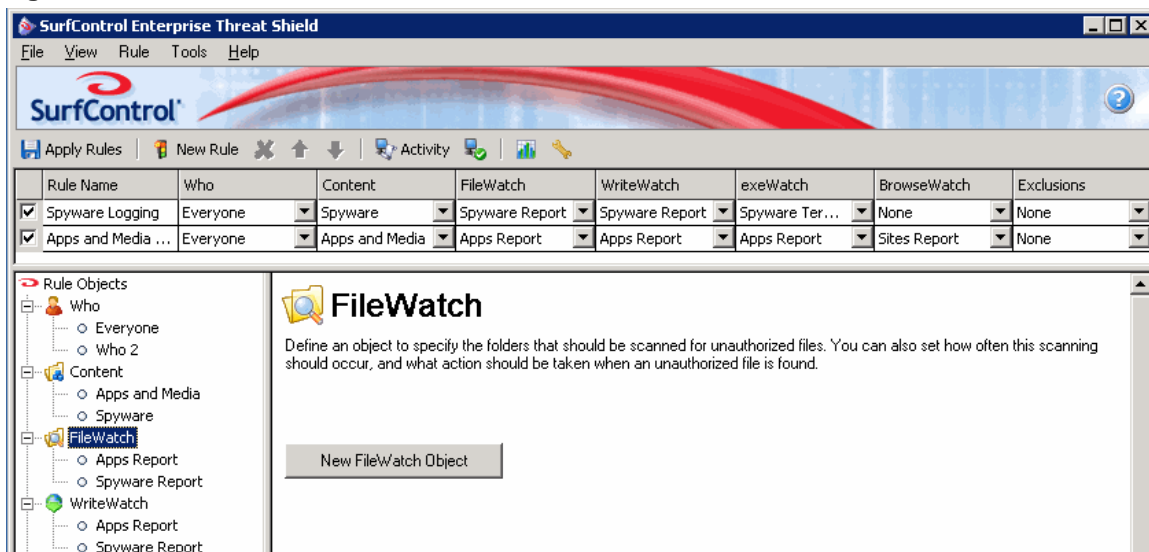 SurfControl Enterprise Threat Shield
File View Rule Tools Help
SurfControl
Apply Rules New Rule Activity
Rule Name Who Content FileWatch WriteWatch exeWatch BrowseWatch Exclusions
Spyware Logging Everyone Spyware Spyware Report Spyware Report Spyware Ter... None None
Apps and Media ... Everyone Apps and Media Apps Report Apps Report Apps Report Sites Report None
Rule Objects
Who
Everyone
Who 2
Content
Apps and Media
Spyware
FileWatch
Apps Report
Spyware Report
WriteWatch
Apps Report
Spyware Report
FileWatch
Define an object to specify the folders that should be scanned for unauthorized files. You can also set how often this scanning
should occur, and what action should be taken when an unauthorized file is found.
New FileWatch Object